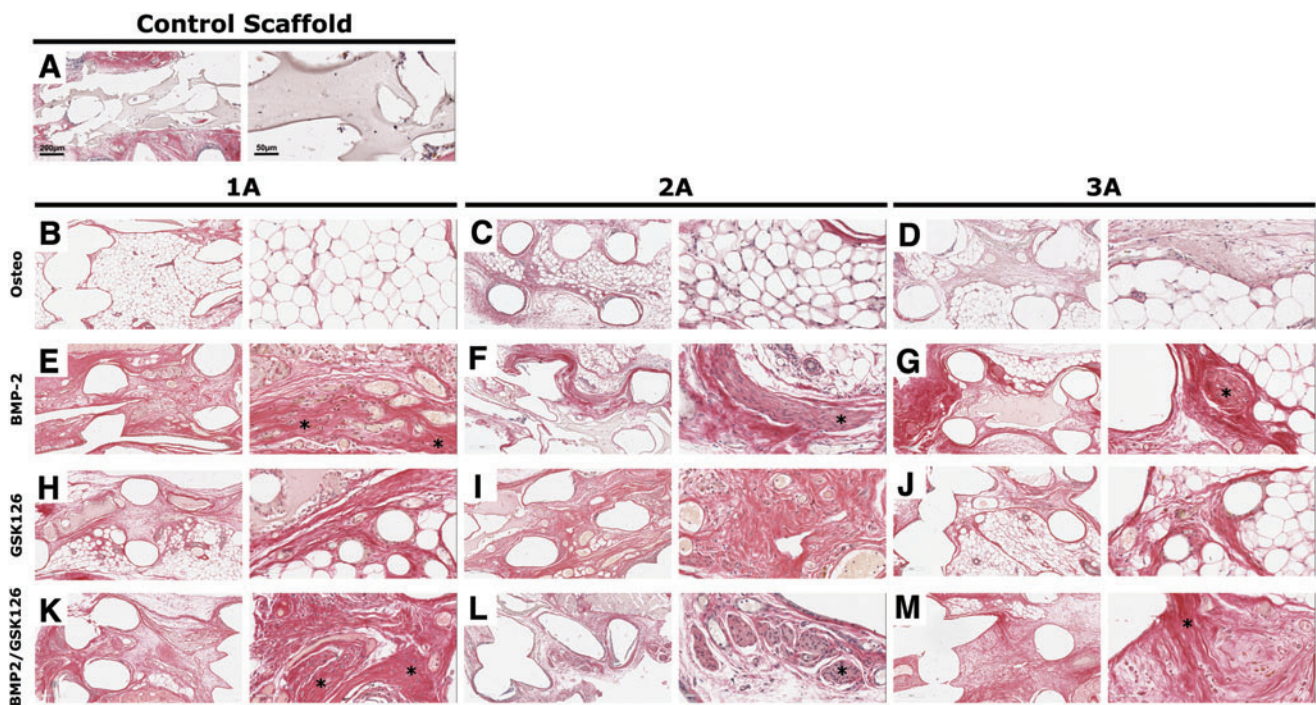 Control Scaffold
A
200µm
50µm
1A 2A 3A
Osteo
B C D
BMP-2
E * * F * G *
GSK126
H I J
BMP2/GSK126
K * * L * M *